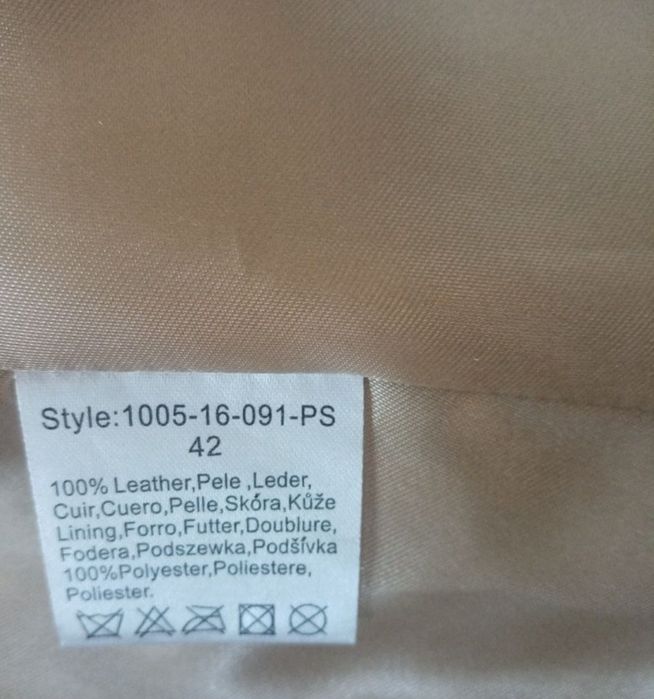 Style:1005-16-091-PS
42
100% Leather,Pele ,Leder,
Cuir,Cuero,Pelle,Skóra,Kůže
Lining,Forro,Futter,Doublure,
Fodera,Podszewka,Podšívka
100%Polyester,Poliestere,
Poliester.